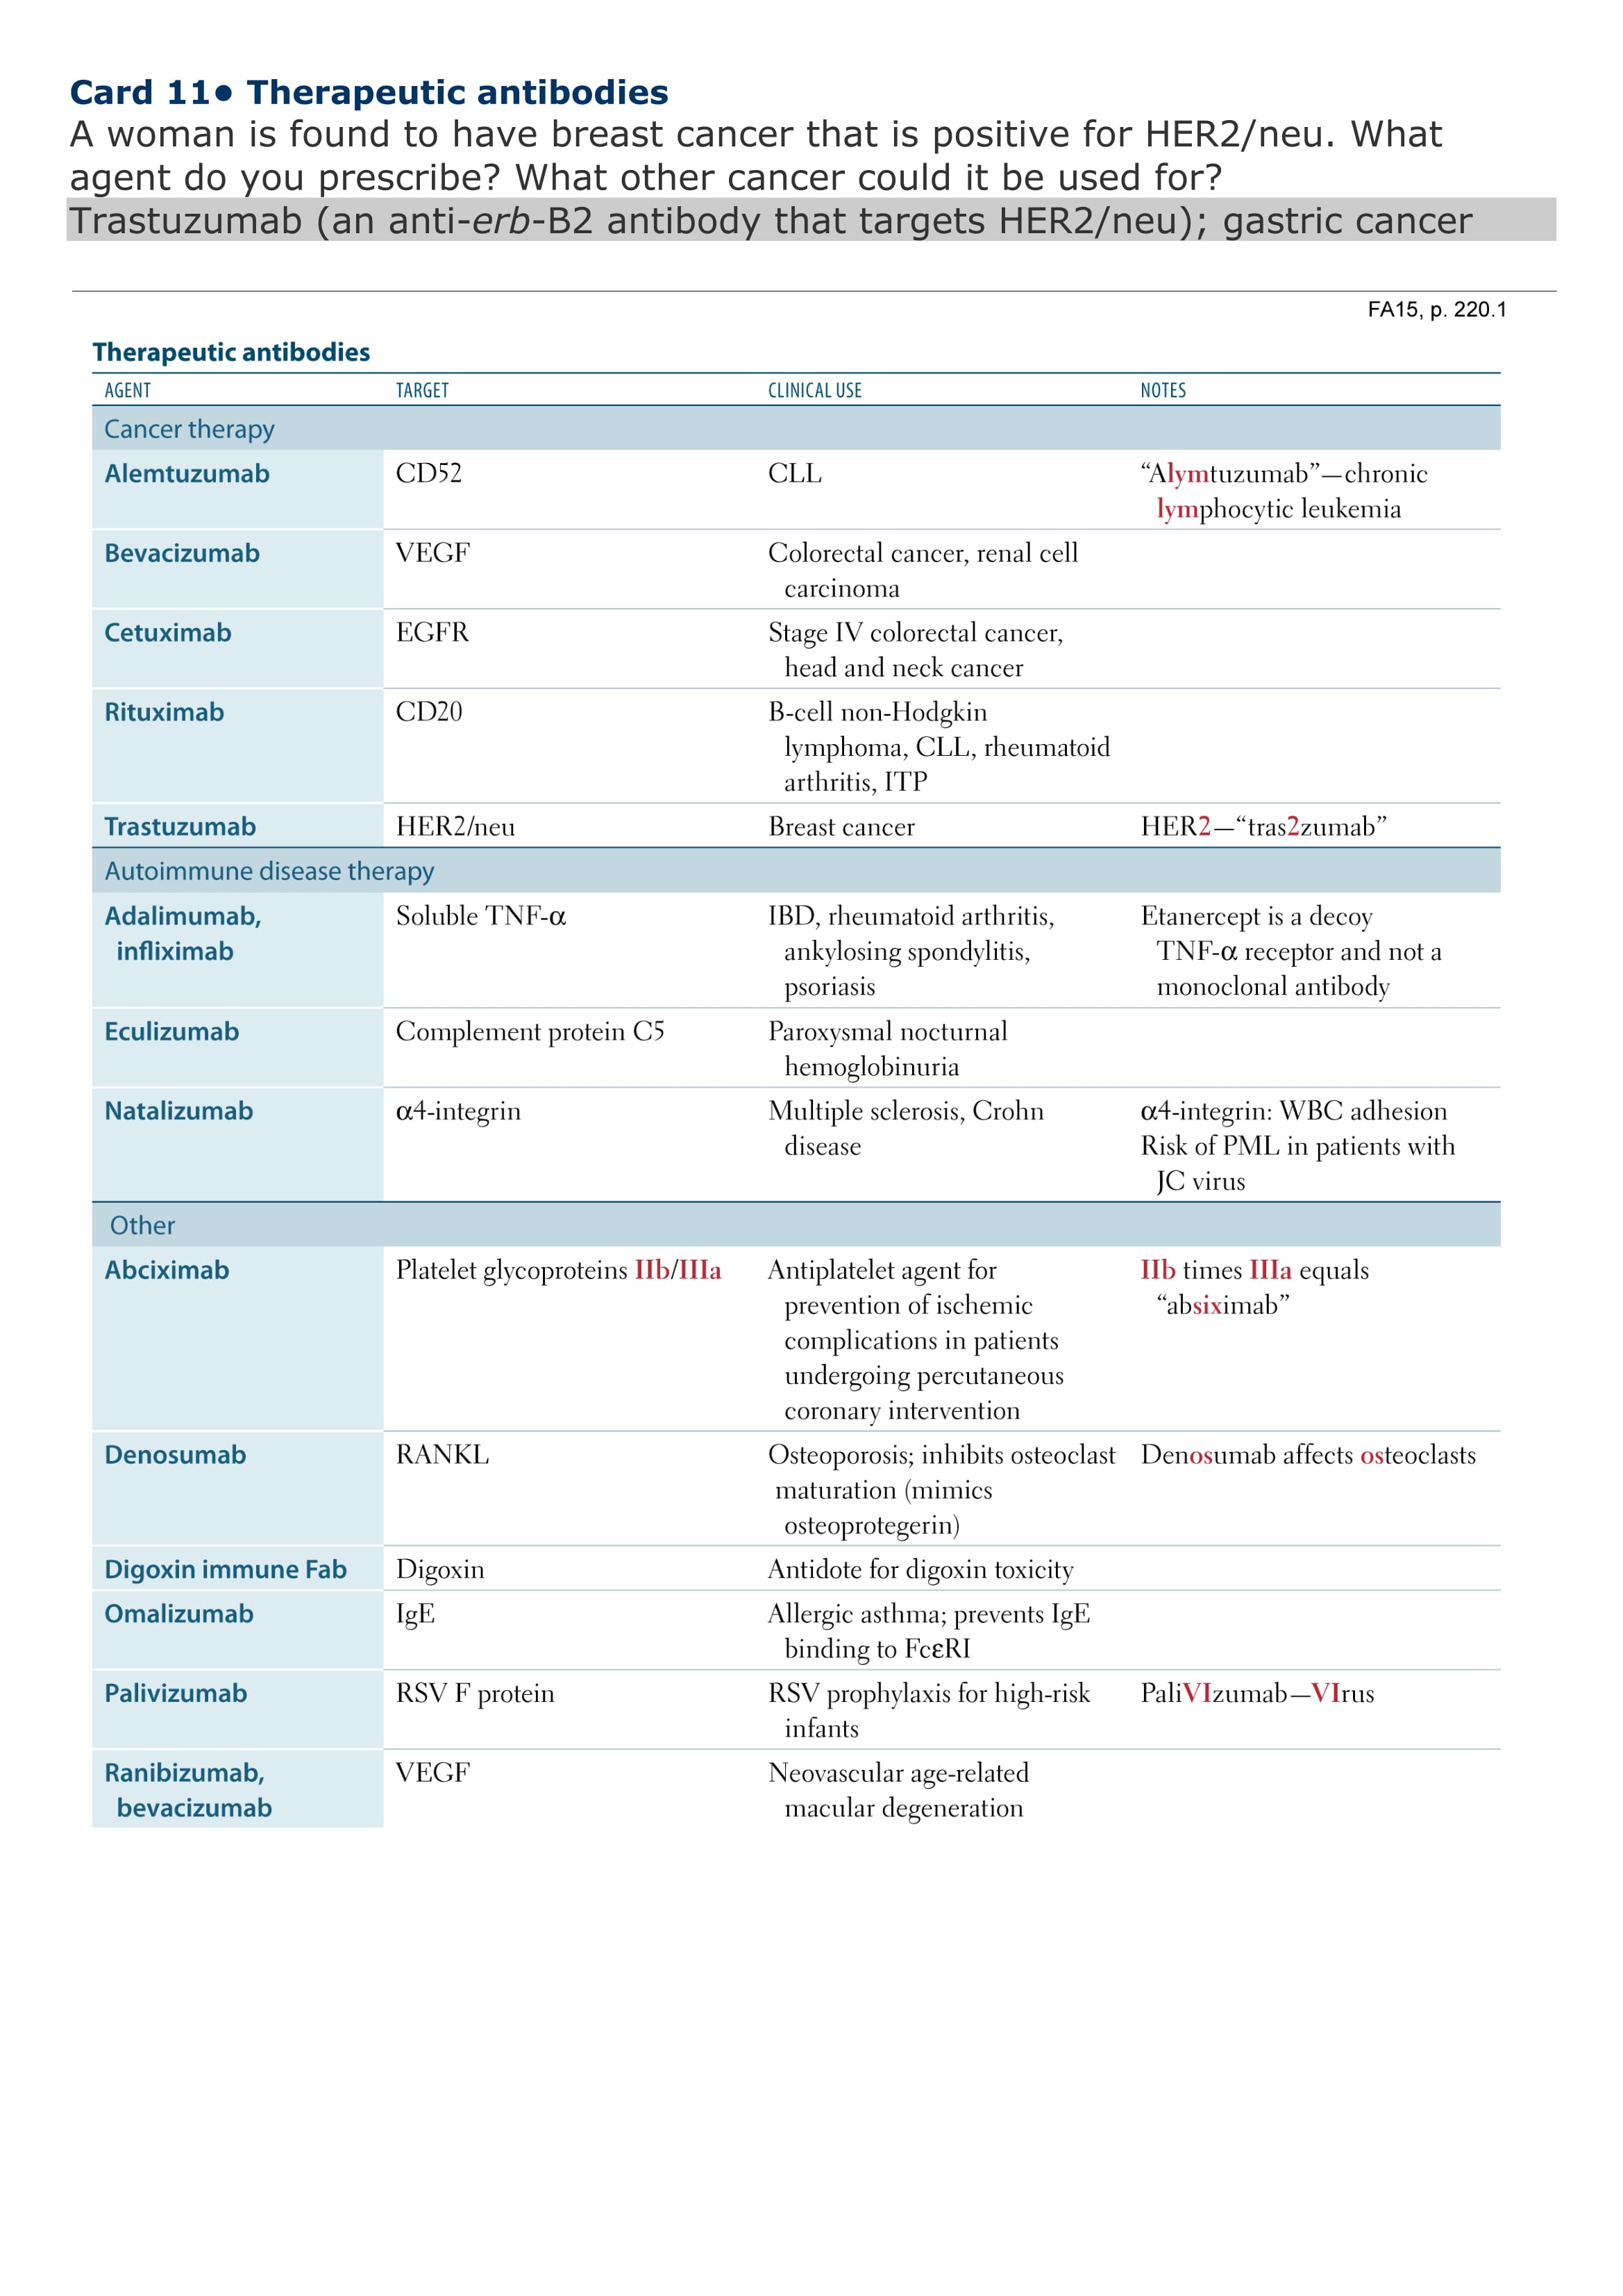 Card 11● Therapeutic antibodies
A woman is found to have breast cancer that is positive for HER2/neu. What
agent do you prescribe? What other cancer could it be used for?
Trastuzumab (an anti-erb-B2 antibody that targets HER2/neu); gastric cancer
FA15, p. 220.1
Therapeutic antibodies
AGENT TARGET CLINICAL USE NOTES
Cancer therapy
Alemtuzumab CD52 CLL “Alymtuzumab”—chronic
lymphocytic leukemia
Bevacizumab VEGF Colorectal cancer, renal cell
carcinoma
Cetuximab EGFR Stage IV colorectal cancer,
head and neck cancer
Rituximab CD20 B-cell non-Hodgkin
lymphoma, CLL, rheumatoid
arthritis, ITP
Trastuzumab HER2/neu Breast cancer HER2—“tras2zumab”
Autoimmune disease therapy
Adalimumab, Soluble TNF-α IBD, rheumatoid arthritis, Etanercept is a decoy
infliximab ankylosing spondylitis, TNF-α receptor and not a
psoriasis monoclonal antibody
Eculizumab Complement protein C5 Paroxysmal nocturnal
hemoglobinuria
Natalizumab α4-integrin Multiple sclerosis, Crohn α4-integrin: WBC adhesion
disease Risk of PML in patients with
JC virus
Other
Abciximab Platelet glycoproteins IIb/IIIa Antiplatelet agent for IIb times IIIa equals
prevention of ischemic “absiximab”
complications in patients
undergoing percutaneous
coronary intervention
Denosumab RANKL Osteoporosis; inhibits osteoclast Denosumab affects osteoclasts
maturation (mimics
osteoprotegerin)
Digoxin immune Fab Digoxin Antidote for digoxin toxicity
Omalizumab IgE Allergic asthma; prevents IgE
binding to FcεRI
Palivizumab RSV F protein RSV prophylaxis for high-risk PaliVIzumab—VIrus
infants
Ranibizumab, VEGF Neovascular age-related
bevacizumab macular degeneration